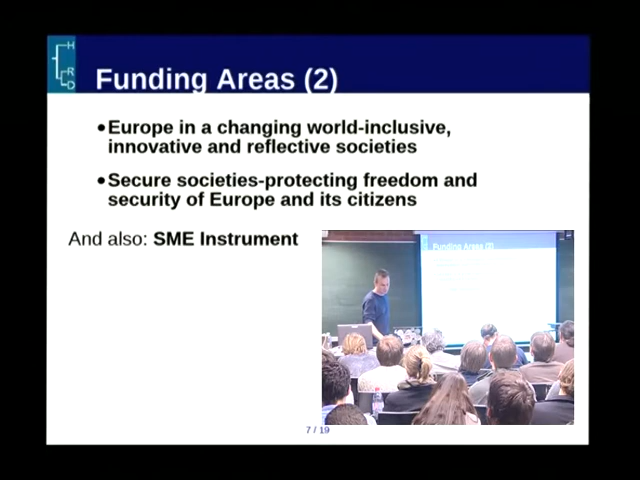 H
R
D
Funding Areas (2)
•Europe in a changing world-inclusive,
innovative and reflective societies
•Secure societies-protecting freedom and
security of Europe and its citizens
And also: SME Instrument
Funding Areas (2)
7 / 19